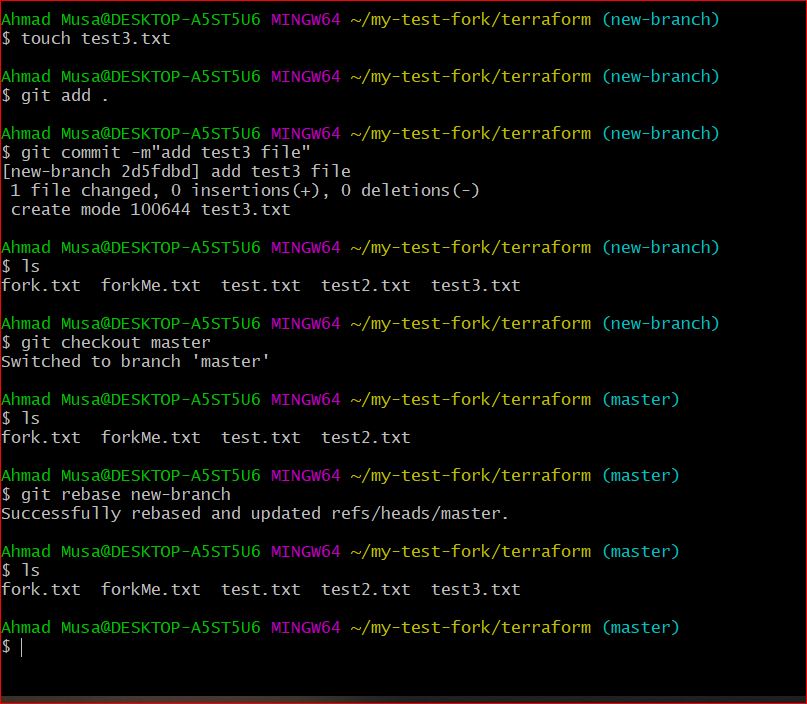 Ahmad Musa@DESKTOP-A5ST5U6 MINGW64 ~/my-test-fork/terraform (new-branch)
$ touch test3.txt
Ahmad Musa@DESKTOP-A5ST5U6 MINGW64 ~/my-test-fork/terraform (new-branch)
$ git add .
Ahmad Musa@DESKTOP-A5ST5U6 MINGW64 ~/my-test-fork/terraform (new-branch)
$ git commit -m"add test3 file"
[new-branch 2d5fdbd] add test3 file
 1 file changed, 0 insertions(+), 0 deletions(-)
 create mode 100644 test3.txt
Ahmad Musa@DESKTOP-A5ST5U6 MINGW64 ~/my-test-fork/terraform (new-branch)
$ ls
fork.txt  forkMe.txt  test.txt  test2.txt  test3.txt
Ahmad Musa@DESKTOP-A5ST5U6 MINGW64 ~/my-test-fork/terraform (new-branch)
$ git checkout master
Switched to branch 'master'
Ahmad Musa@DESKTOP-A5ST5U6 MINGW64 ~/my-test-fork/terraform (master)
$ ls
fork.txt  forkMe.txt  test.txt  test2.txt
Ahmad Musa@DESKTOP-A5ST5U6 MINGW64 ~/my-test-fork/terraform (master)
$ git rebase new-branch
Successfully rebased and updated refs/heads/master.
Ahmad Musa@DESKTOP-A5ST5U6 MINGW64 ~/my-test-fork/terraform (master)
$ ls
fork.txt  forkMe.txt  test.txt  test2.txt  test3.txt
Ahmad Musa@DESKTOP-A5ST5U6 MINGW64 ~/my-test-fork/terraform (master)
$